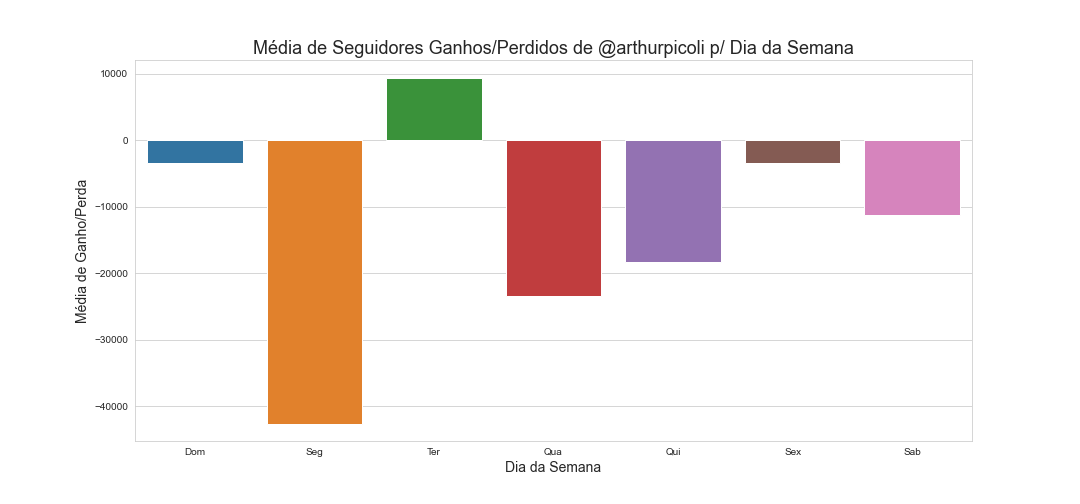 Média de Seguidores Ganhos/Perdidos de @arthurpicoli p/ Dia da Semana
10000
0
−10000
−20000
−30000
−40000
Média de Ganho/Perda
Dom Seg Ter Qua Qui Sex Sab
Dia da Semana